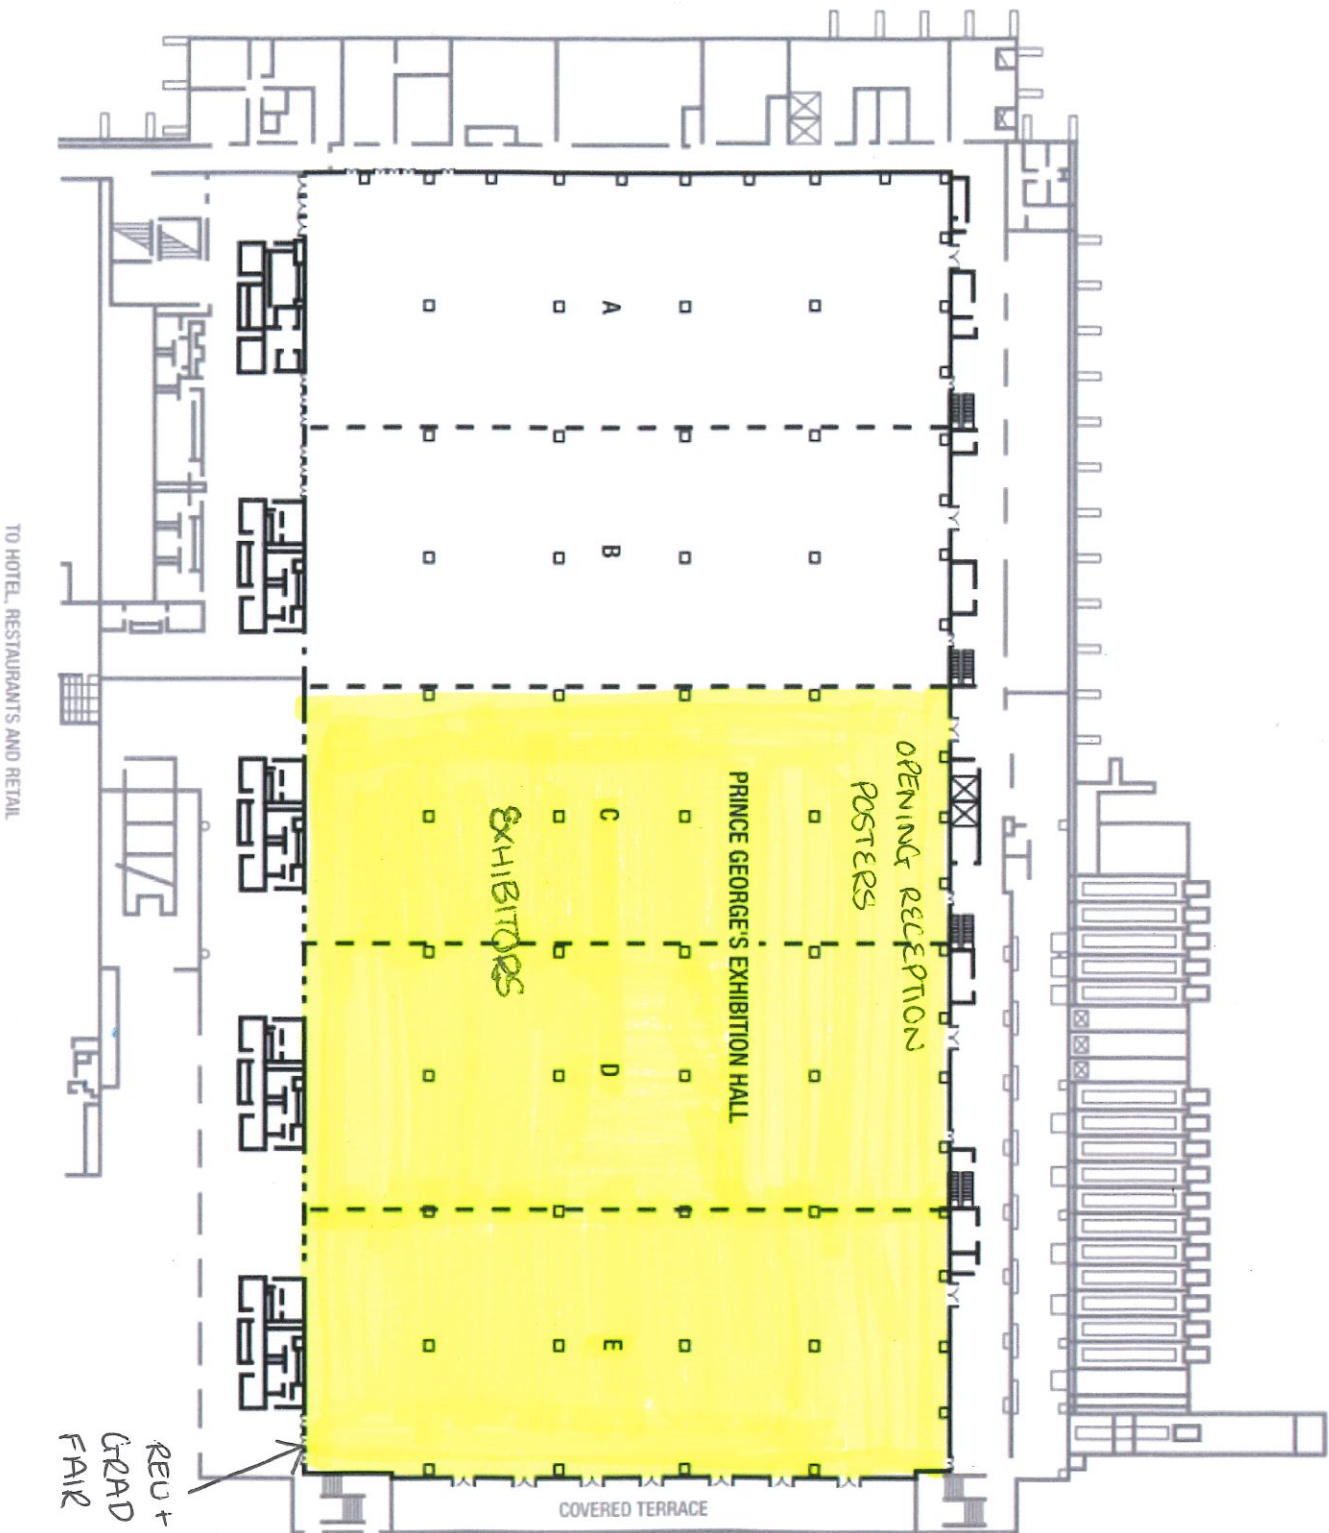 A
B
C
D
E
PRINCE GEORGE'S EXHIBITION HALL
OPENING RECEPTION
POSTERS
EXHIBITORS
TO HOTEL, RESTAURANTS AND RETAIL
COVERED TERRACE
REU +
GRAD
FAIR